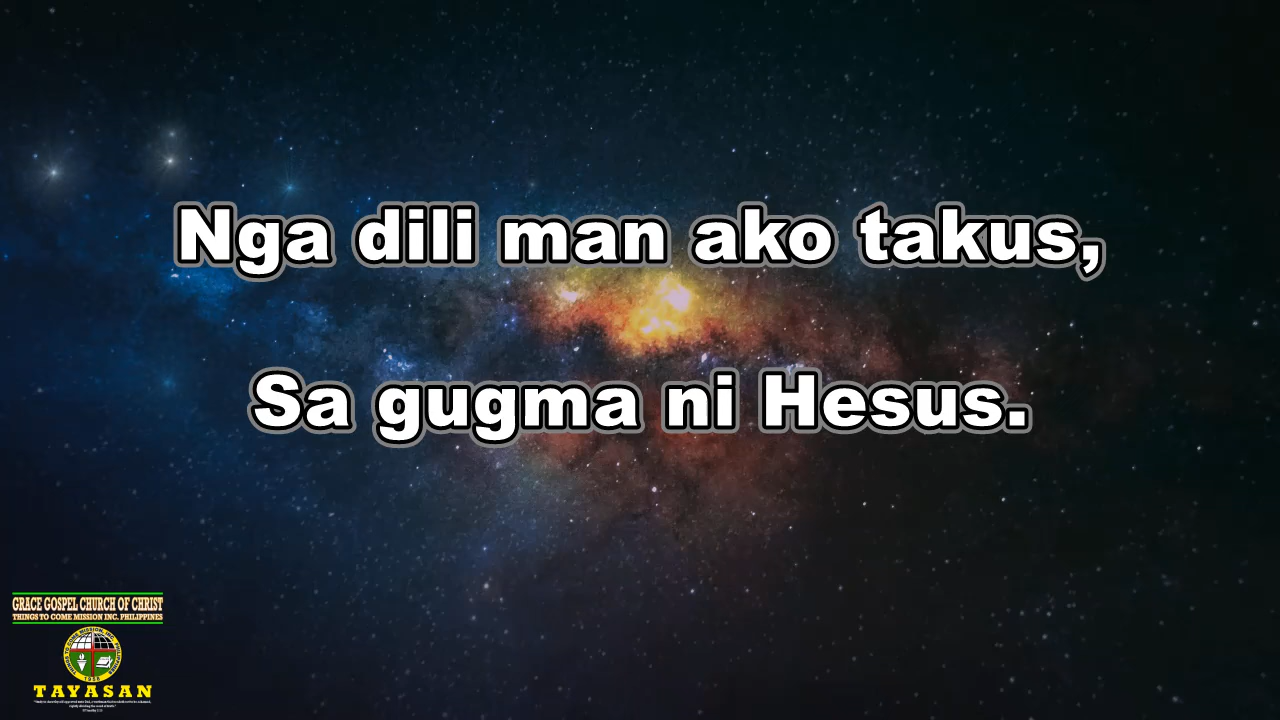 Nga dili man ako takus,
Sa gugma ni Hesus.
GRACE GOSPEL CHURCH OF CHRIST
THINGS TO COME MISSION INC. PHILIPPINES
1958
TAYASAN